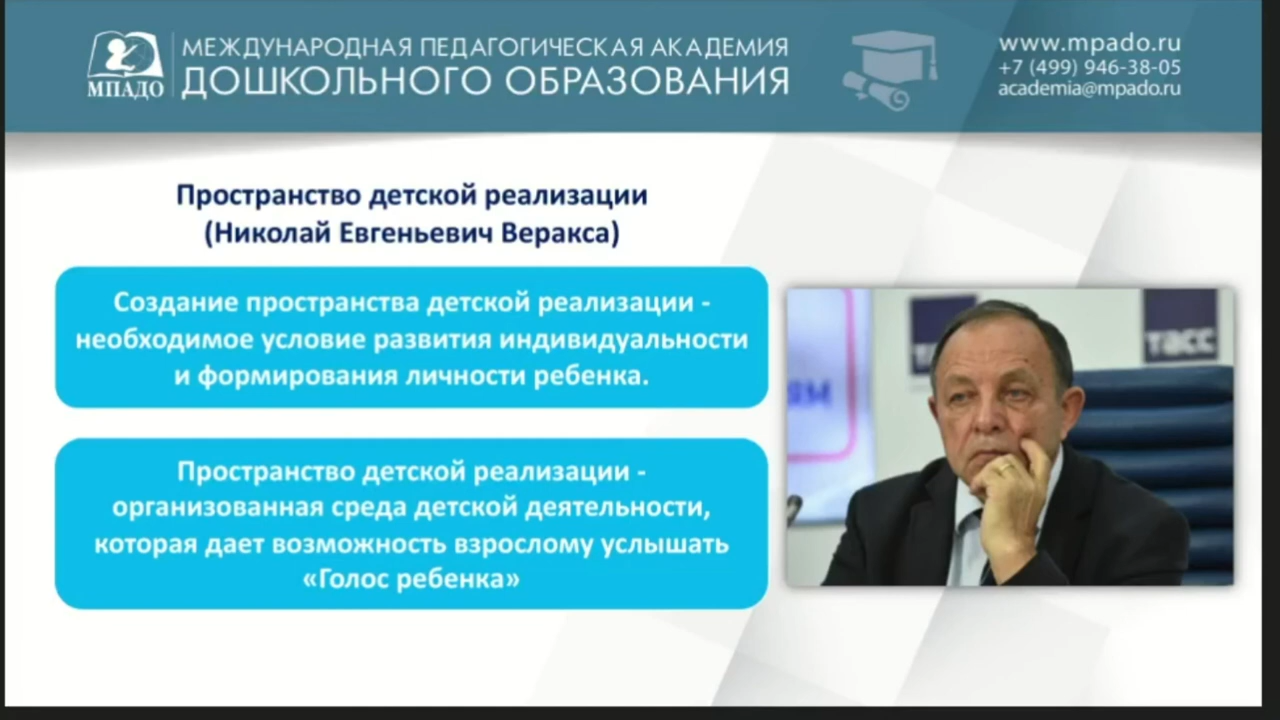 МПАДО
МЕЖДУНАРОДНАЯ ПЕДАГОГИЧЕСКАЯ АКАДЕМИЯ
ДОШКОЛЬНОГО ОБРАЗОВАНИЯ
www.mpado.ru
+7 (499) 946-38-05
academia@mpado.ru
Пространство детской реализации
(Николай Евгеньевич Веракса)
Создание пространства детской реализации -
необходимое условие развития индивидуальности
и формирования личности ребенка.
Пространство детской реализации -
организованная среда детской деятельности,
которая дает возможность взрослому услышать
«Голос ребенка»
ТАСС